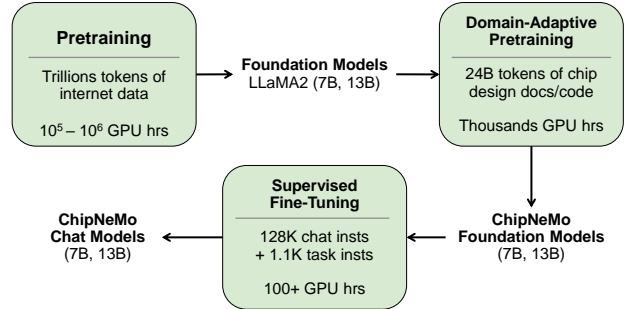 Pretraining
Trillions tokens of
internet data
10⁵ – 10⁶ GPU hrs
Foundation Models
LLaMA2 (7B, 13B)
Domain-Adaptive
Pretraining
24B tokens of chip
design docs/code
Thousands GPU hrs
ChipNeMo
Foundation Models
(7B, 13B)
Supervised
Fine-Tuning
128K chat insts
+ 1.1K task insts
100+ GPU hrs
ChipNeMo
Chat Models
(7B, 13B)